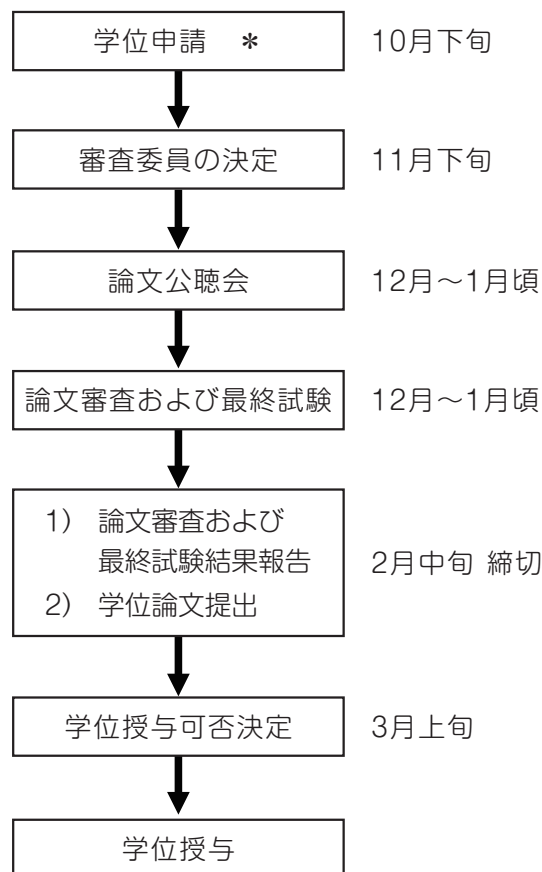 学位申請 ＊ 10月下旬
審査委員の決定 11月下旬
論文公聴会 12月～1月頃
論文審査および最終試験 12月～1月頃
1) 論文審査および
最終試験結果報告 2月中旬 締切
2) 学位論文提出
学位授与可否決定 3月上旬
学位授与